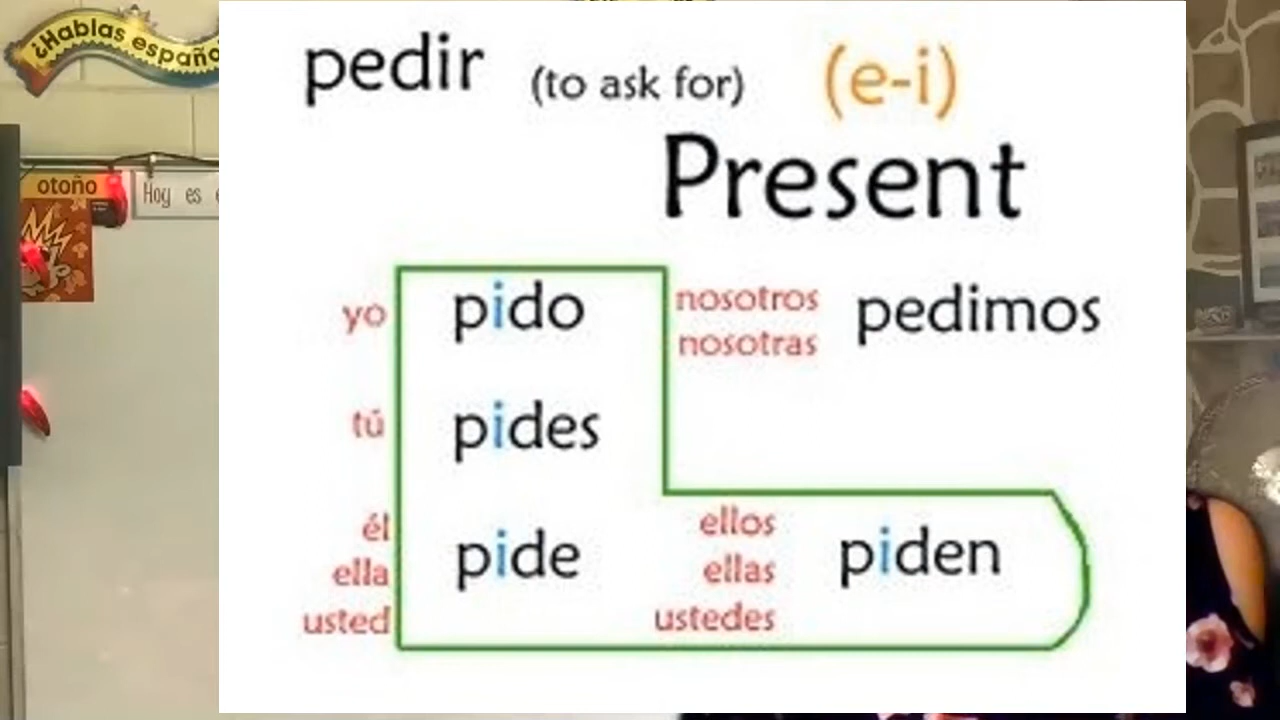 ¿Hablas españo
otoño
Hoy es e
pedir (to ask for) (e-i)
Present
yo pido nosotros pedimos
nosotras
tú pides
él
ella pide
usted
ellos
ellas piden
ustedes